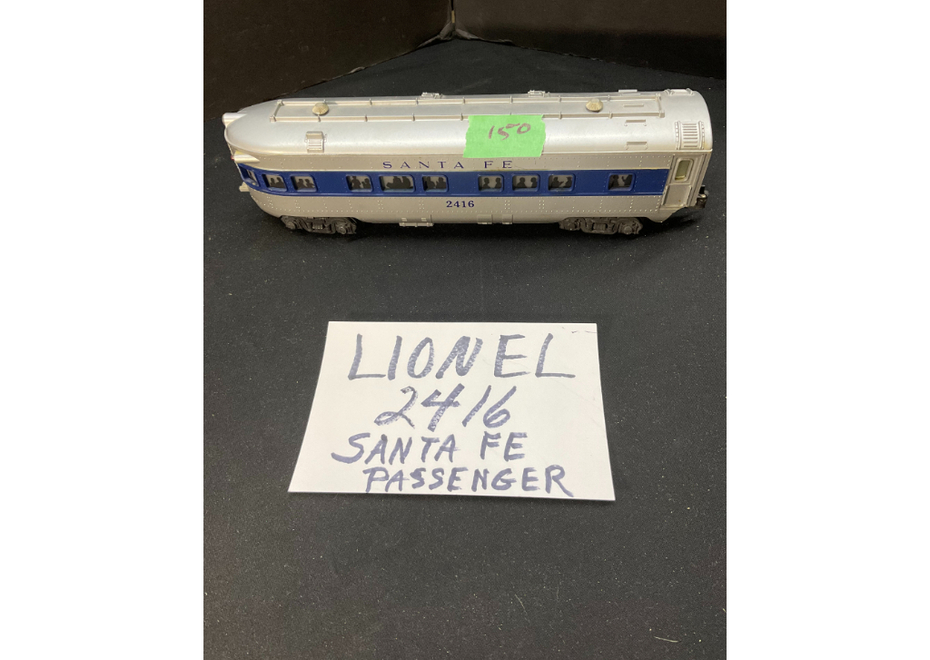 150
SANTA FE
2416
LIONEL
2416
SANTA FE
PASSENGER